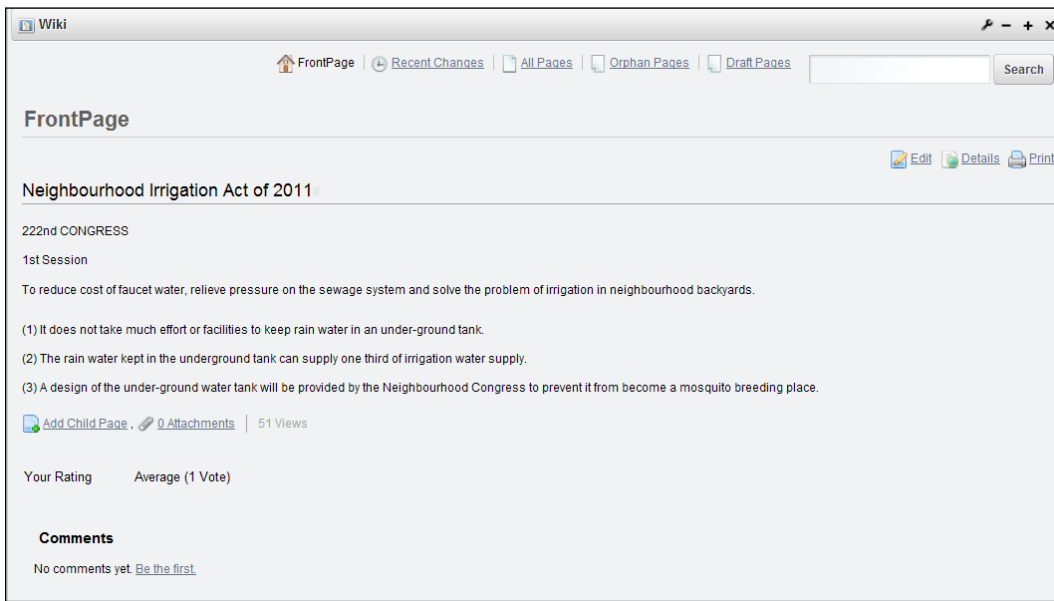 Wiki
FrontPage Recent Changes All Pages Orphan Pages Draft Pages Search
FrontPage
Edit Details Print
Neighbourhood Irrigation Act of 2011
222nd CONGRESS
1st Session
To reduce cost of faucet water, relieve pressure on the sewage system and solve the problem of irrigation in neighbourhood backyards.
(1) It does not take much effort or facilities to keep rain water in an under-ground tank.
(2) The rain water kept in the underground tank can supply one third of irrigation water supply.
(3) A design of the under-ground water tank will be provided by the Neighbourhood Congress to prevent it from become a mosquito breeding place.
Add Child Page , 0 Attachments 51 Views
Your Rating Average (1 Vote)
Comments
No comments yet. Be the first.